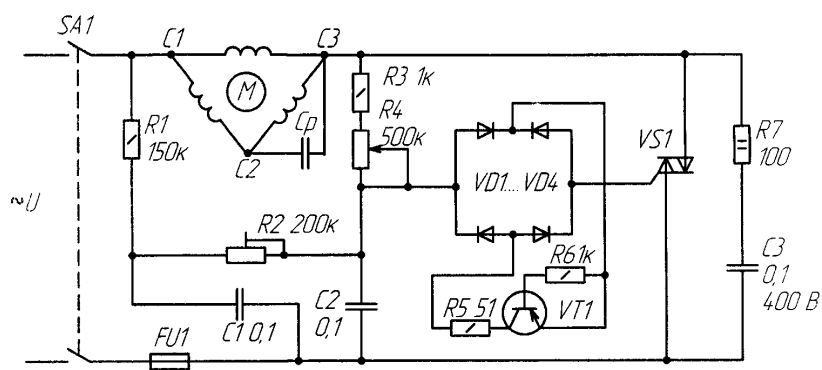 SA1
C1
C3
M
C2
Cр
R1
150к
R3 1к
R4
500к
VD1...VD4
VS1
R7
100
≈U
R2 200к
R6 1к
C3
0,1
400 В
C1 0,1
C2
0,1
R5 51
VT1
FU1